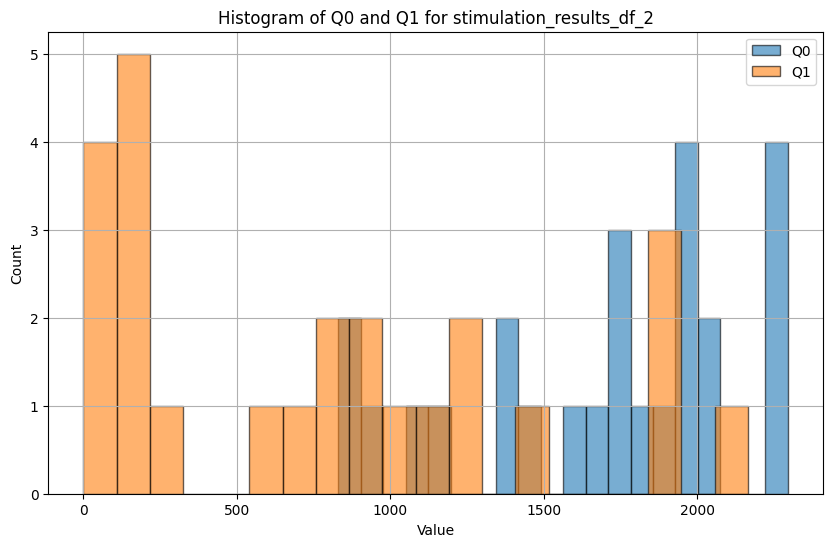 Histogram of Q0 and Q1 for stimulation_results_df_2
Q0
Q1
5
4
3
2
1
0
Count
0 500 1000 1500 2000
Value